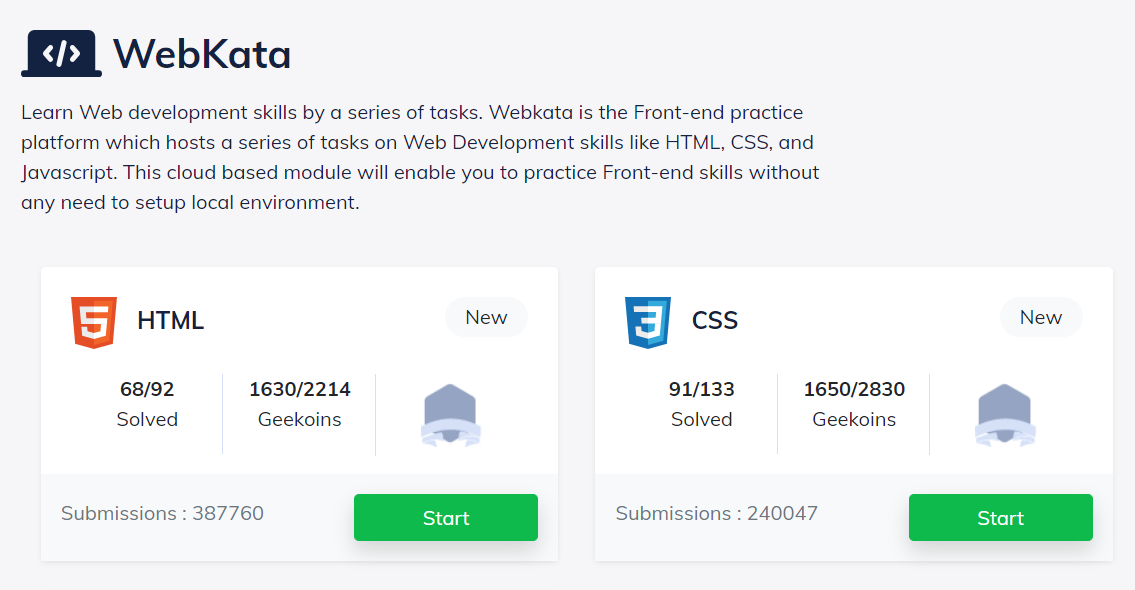 WebKata
Learn Web development skills by a series of tasks. Webkata is the Front-end practice
platform which hosts a series of tasks on Web Development skills like HTML, CSS, and
Javascript. This cloud based module will enable you to practice Front-end skills without
any need to setup local environment.
HTML
New
68/92
Solved
1630/2214
Geekoins
Submissions : 387760
Start
CSS
New
91/133
Solved
1650/2830
Geekoins
Submissions : 240047
Start